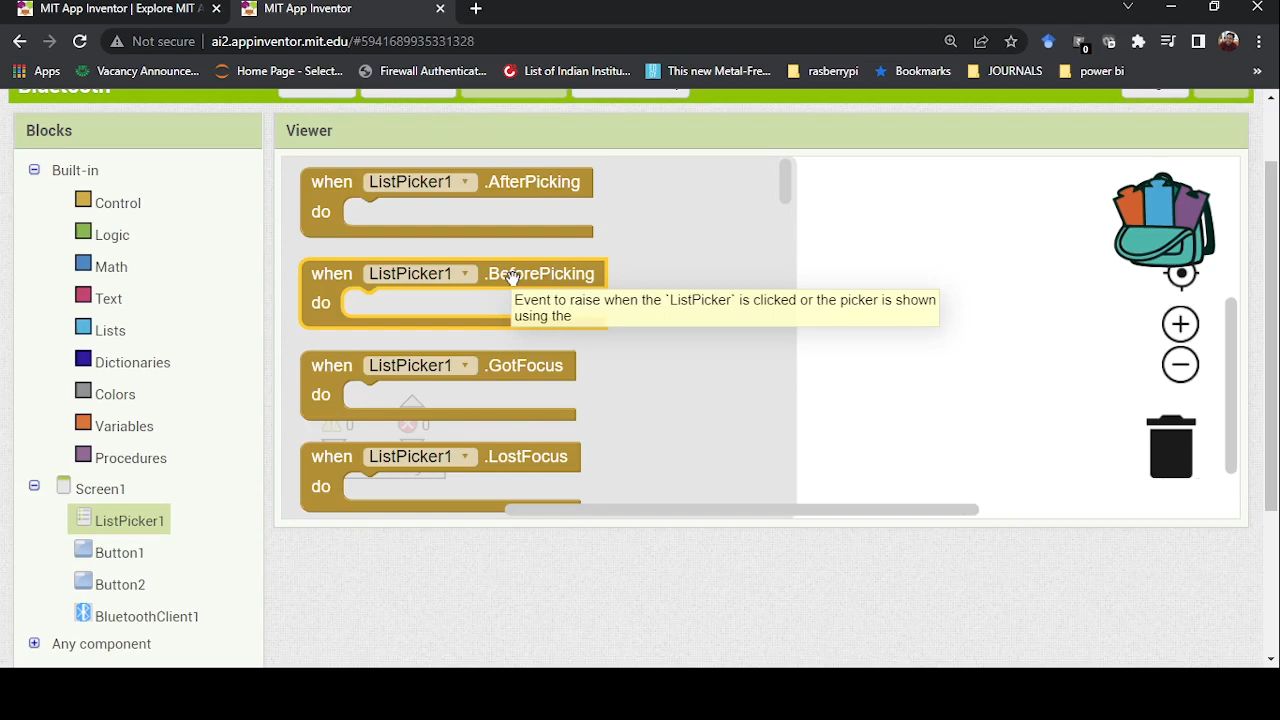 MIT App Inventor | Explore MIT A
MIT App Inventor
Not secure | ai2.appinventor.mit.edu/#5941689935331328
0
Apps
Vacancy Announce...
Home Page - Select...
Firewall Authenticat...
List of Indian Institu...
This new Metal-Fre...
rasberrypi
Bookmarks
JOURNALS
power bi
»
Bluetooth
Blocks
Viewer
Built-in
Control
Logic
Math
Text
Lists
Dictionaries
Colors
Variables
Procedures
Screen1
ListPicker1
Button1
Button2
BluetoothClient1
Any component
when ListPicker1 .AfterPicking
do
when ListPicker1 .BeforePicking
do
Event to raise when the `ListPicker` is clicked or the picker is shown
using the
when ListPicker1 .GotFocus
do
0 0
when ListPicker1 .LostFocus
do